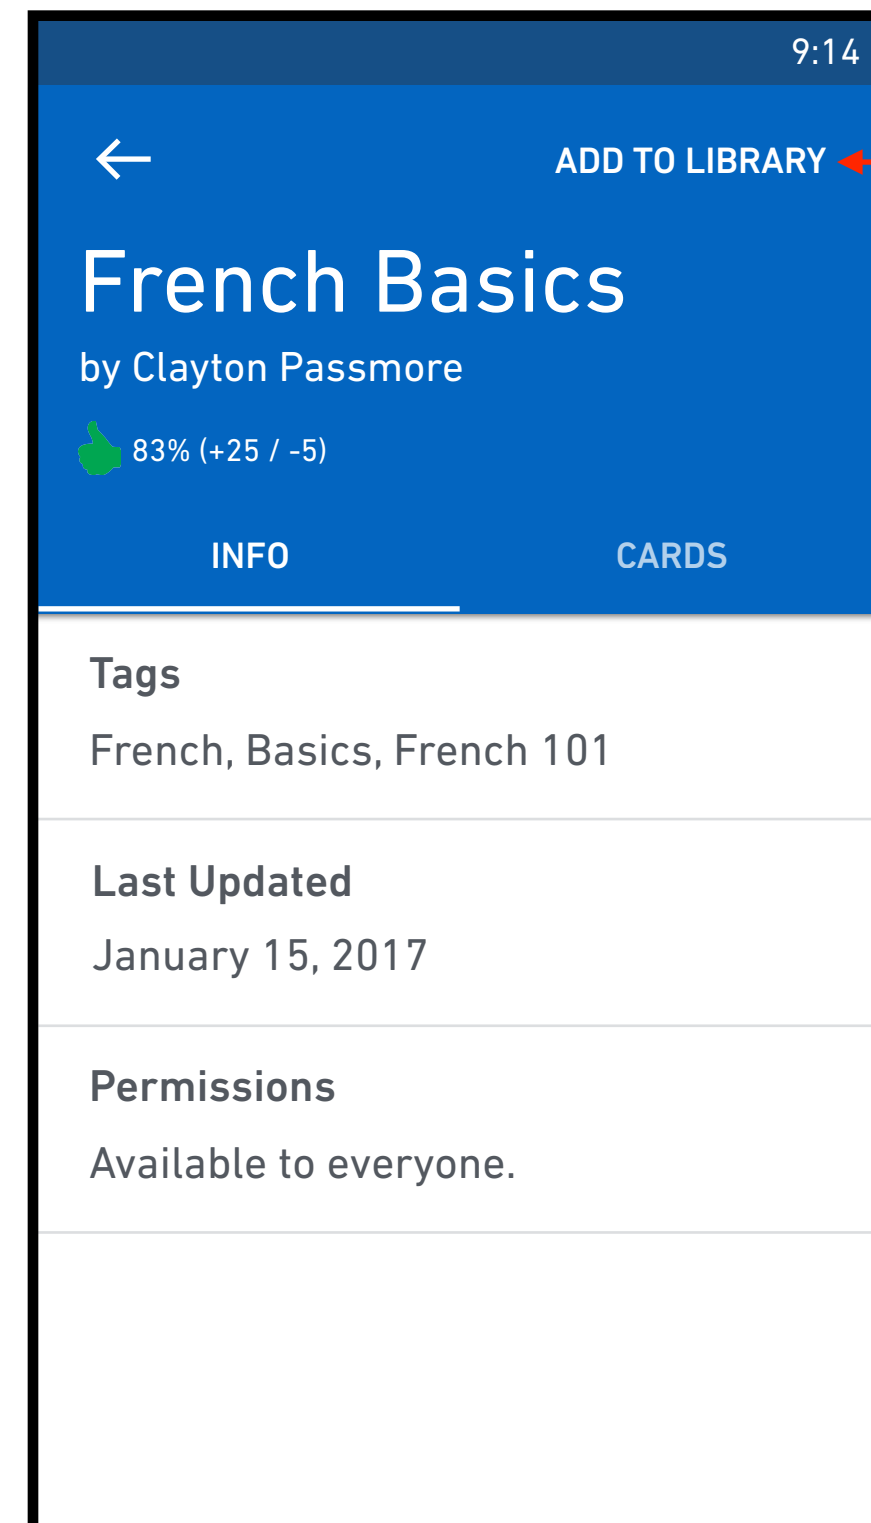 9:14
ADD TO LIBRARY
French Basics
by Clayton Passmore
83% (+25 / -5)
INFO
CARDS
Tags
French, Basics, French 101
Last Updated
January 15, 2017
Permissions
Available to everyone.